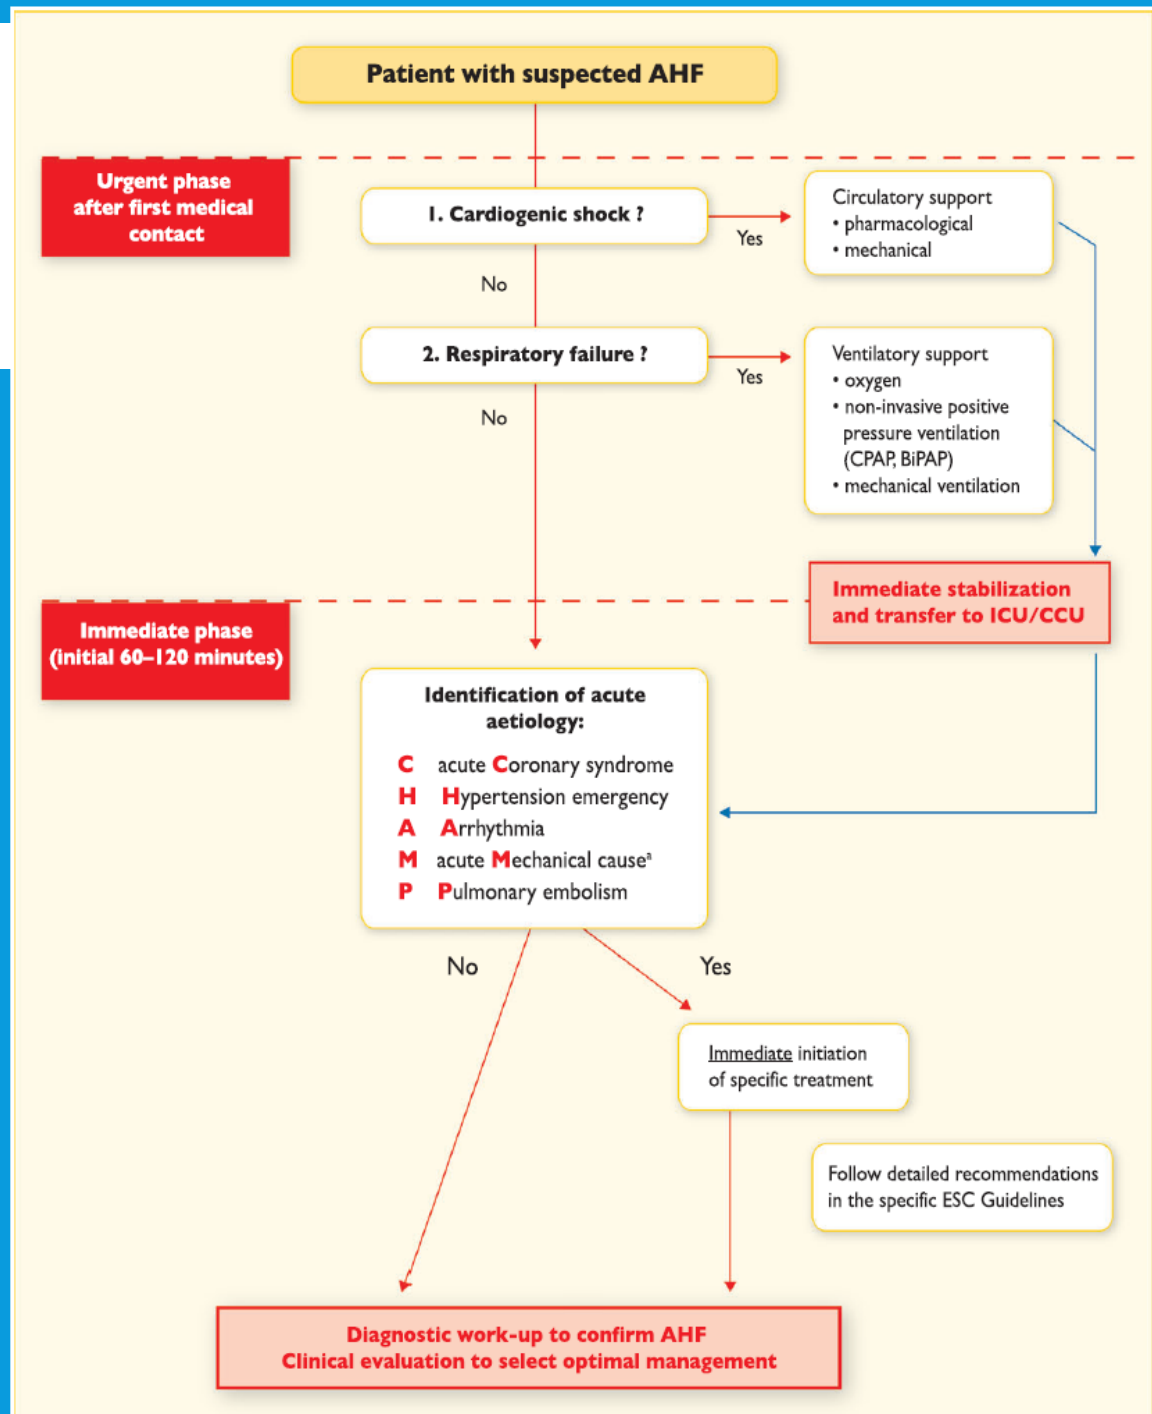 Patient with suspected AHF
Urgent phase
after first medical
contact
1. Cardiogenic shock ?
Yes
Circulatory support
• pharmacological
• mechanical
No
2. Respiratory failure ?
Yes
Ventilatory support
• oxygen
• non-invasive positive
pressure ventilation
(CPAP, BiPAP)
• mechanical ventilation
No
Immediate stabilization
and transfer to ICU/CCU
Immediate phase
(initial 60–120 minutes)
Identification of acute
aetiology:
C acute Coronary syndrome
H Hypertension emergency
A Arrhythmia
M acute Mechanical causeᵃ
P Pulmonary embolism
No
Yes
Immediate initiation
of specific treatment
Follow detailed recommendations
in the specific ESC Guidelines
Diagnostic work-up to confirm AHF
Clinical evaluation to select optimal management